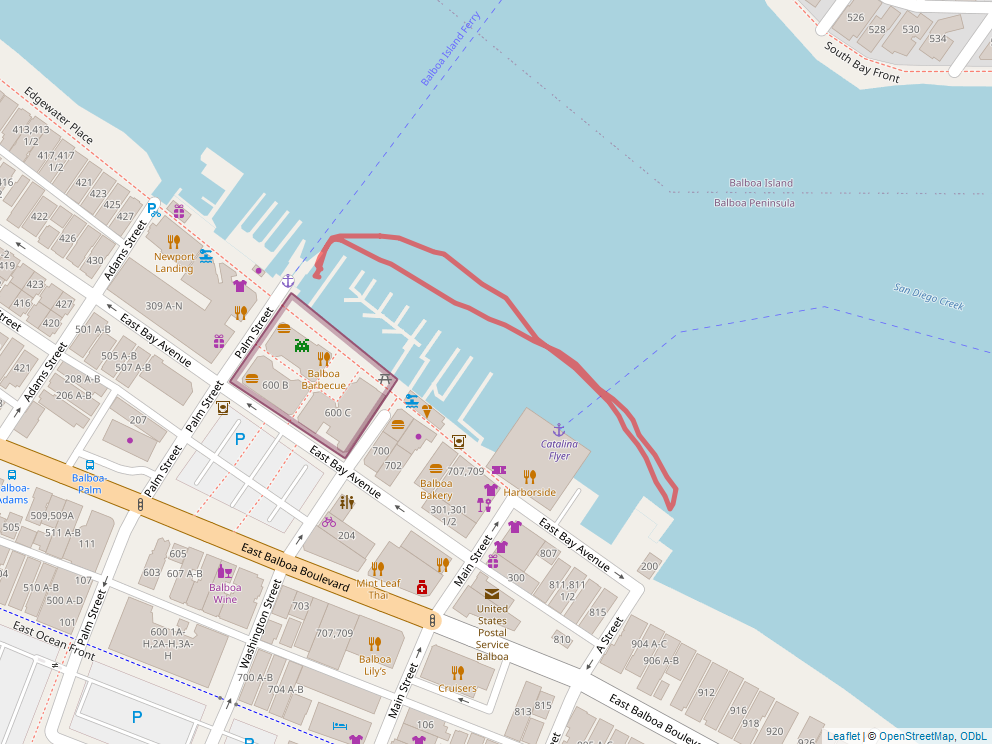 526
528
530
534
South Bay Front
Balboa Island Ferry
Edgewater Place
413,413
1/2
417,417
1/2
421
423
425
427
416
422
426
430
Balboa Island
Balboa Peninsula
San Diego Creek
Newport
Landing
Adams Street
309 A-N
419
420
427
421
East Bay Avenue
Palm Street
501 A-B
505 A-B
507 A-B
208 A-B
206 A-B
Adams Street
Balboa
Barbecue
600 B
600 C
Palm Street
207
Palm Street
Balboa-
Palm
East Bay Avenue
700
702
Balboa
Bakery
707,709
301,301
1/2
Catalina
Flyer
Harborside
East Bay Avenue
Main Street
204
505
509,509A
511 A-B
111
East Balboa Boulevard
Mint Leaf
Thai
807
300
811,811
1/2
815
810
200
605
603
607 A-B
Balboa
Wine
107
510 A-B
500 A-D
101
Palm Street
East Ocean Front
600 1A-
H,2A-H,3A-
H
Washington Street
703
707,709
Balboa
Lily's
700 A-B
704 A-B
United
States
Postal
Service
Balboa
Cruisers
Main Street
106
813
815
A Street
904 A-C
906 A-B
912
916
918
920
East Balboa Boulev
P
P
Leaflet | © OpenStreetMap, ODbL